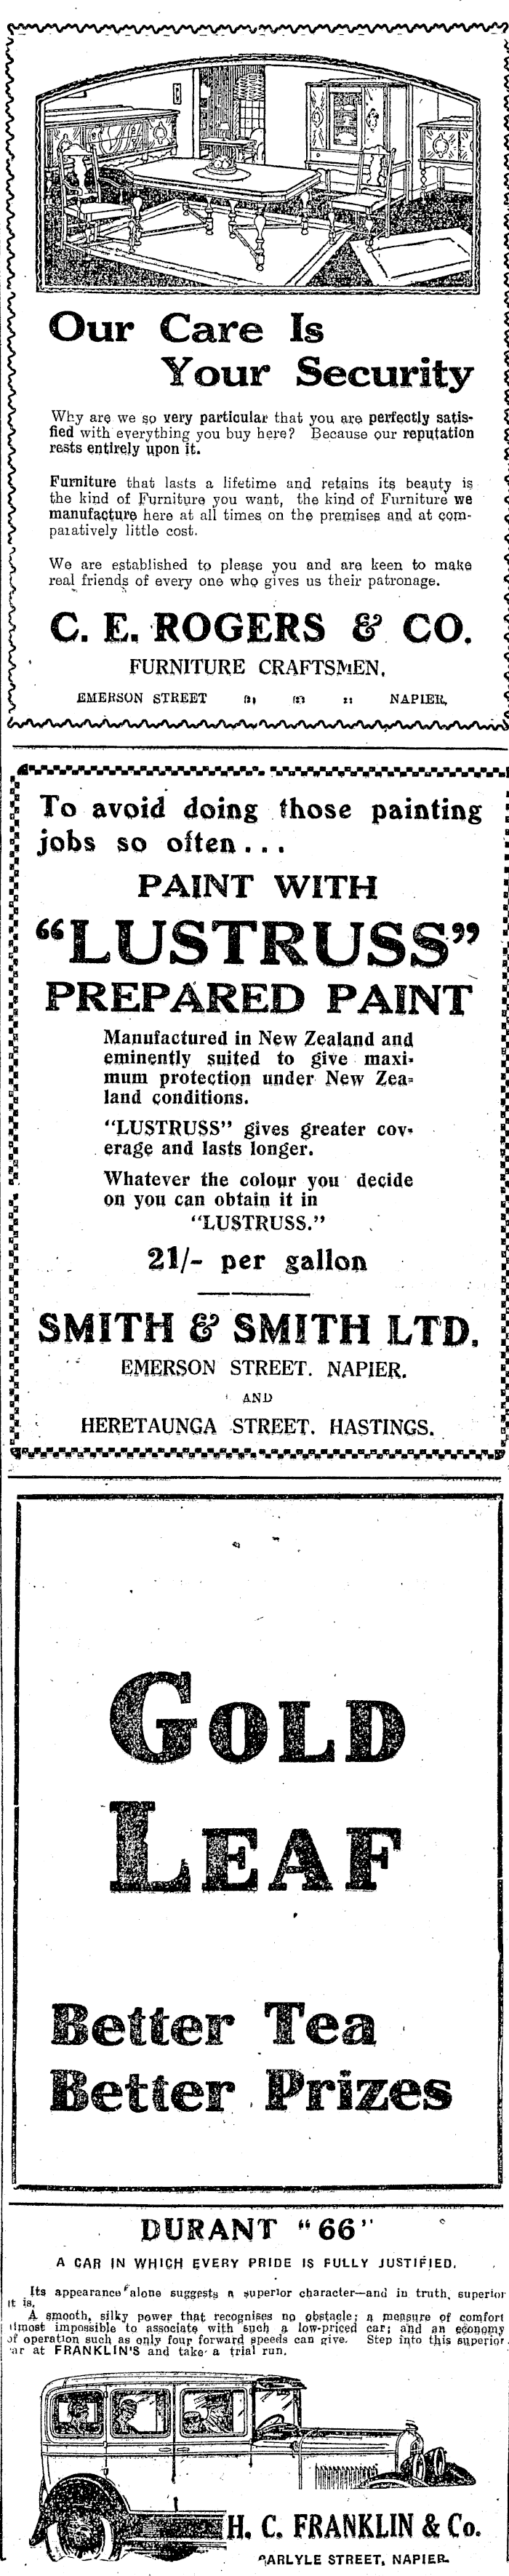 Our Care Is
Your Security
Why are we so very particular that you are perfectly satis-
fied with everything you buy here? Because our reputation
rests entirely upon it.
Furniture that lasts a lifetime and retains its beauty is
the kind of Furniture you want, the kind of Furniture we
manufacture here at all times on the premises and at com-
paratively little cost.
We are established to please you and are keen to make
real friends of every one who gives us their patronage.
C. E. ROGERS & CO.
FURNITURE CRAFTSMEN,
EMERSON STREET :: :: :: NAPIER,
To avoid doing those painting
jobs so often...
PAINT WITH
“LUSTRUSS”
PREPARED PAINT
Manufactured in New Zealand and
eminently suited to give maxi-
mum protection under New Zea-
land conditions.
“LUSTRUSS” gives greater cov-
erage and lasts longer.
Whatever the colour you decide
on you can obtain it in
“LUSTRUSS.”
21/- per gallon
SMITH & SMITH LTD.
EMERSON STREET. NAPIER.
AND
HERETAUNGA STREET. HASTINGS.
GOLD
LEAF
Better Tea
Better Prizes
DURANT “66”
A CAR IN WHICH EVERY PRIDE IS FULLY JUSTIFIED.
Its appearance alone suggests a superior character—and in truth, superior
it is.
A smooth, silky power that recognises no obstacle; a measure of comfort
almost impossible to associate with such a low-priced car; and an economy
of operation such as only four forward speeds can give. Step into this superior
car at FRANKLIN'S and take a trial run.
H. C. FRANKLIN & Co.
CARLYLE STREET, NAPIER.